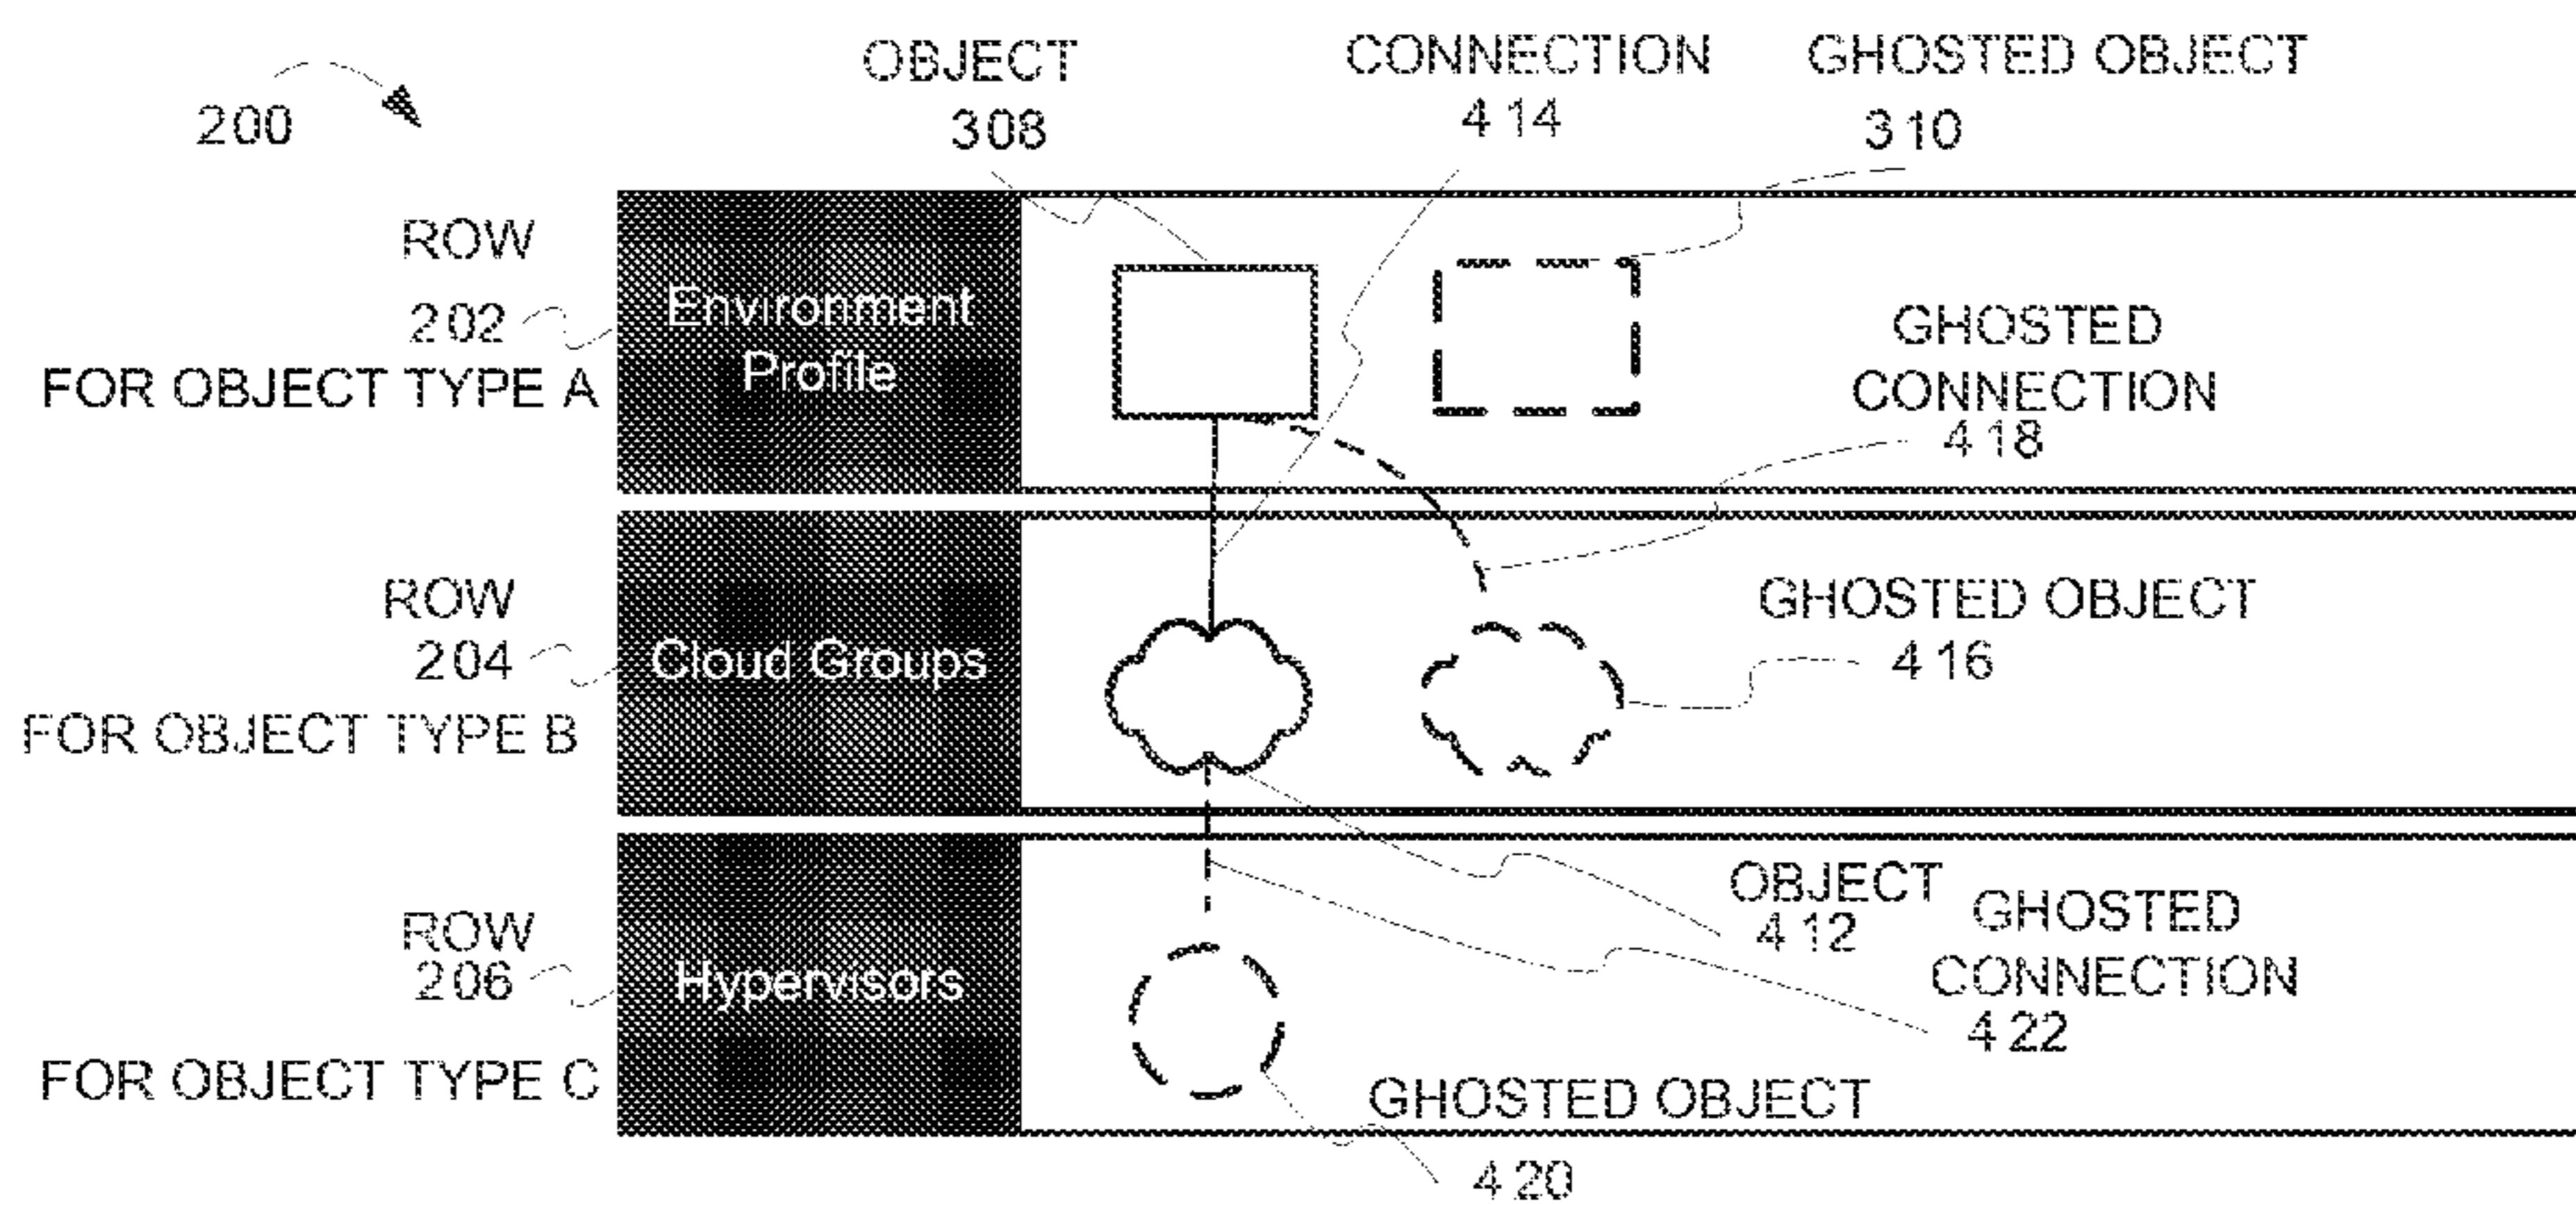 200
OBJECT
308
CONNECTION
414
GHOSTED OBJECT
310
ROW
202
FOR OBJECT TYPE A
Environment
Profile
GHOSTED
CONNECTION
418
ROW
204
FOR OBJECT TYPE B
Cloud Groups
GHOSTED OBJECT
416
ROW
206
FOR OBJECT TYPE C
Hypervisors
OBJECT
412
GHOSTED
CONNECTION
422
GHOSTED OBJECT
420